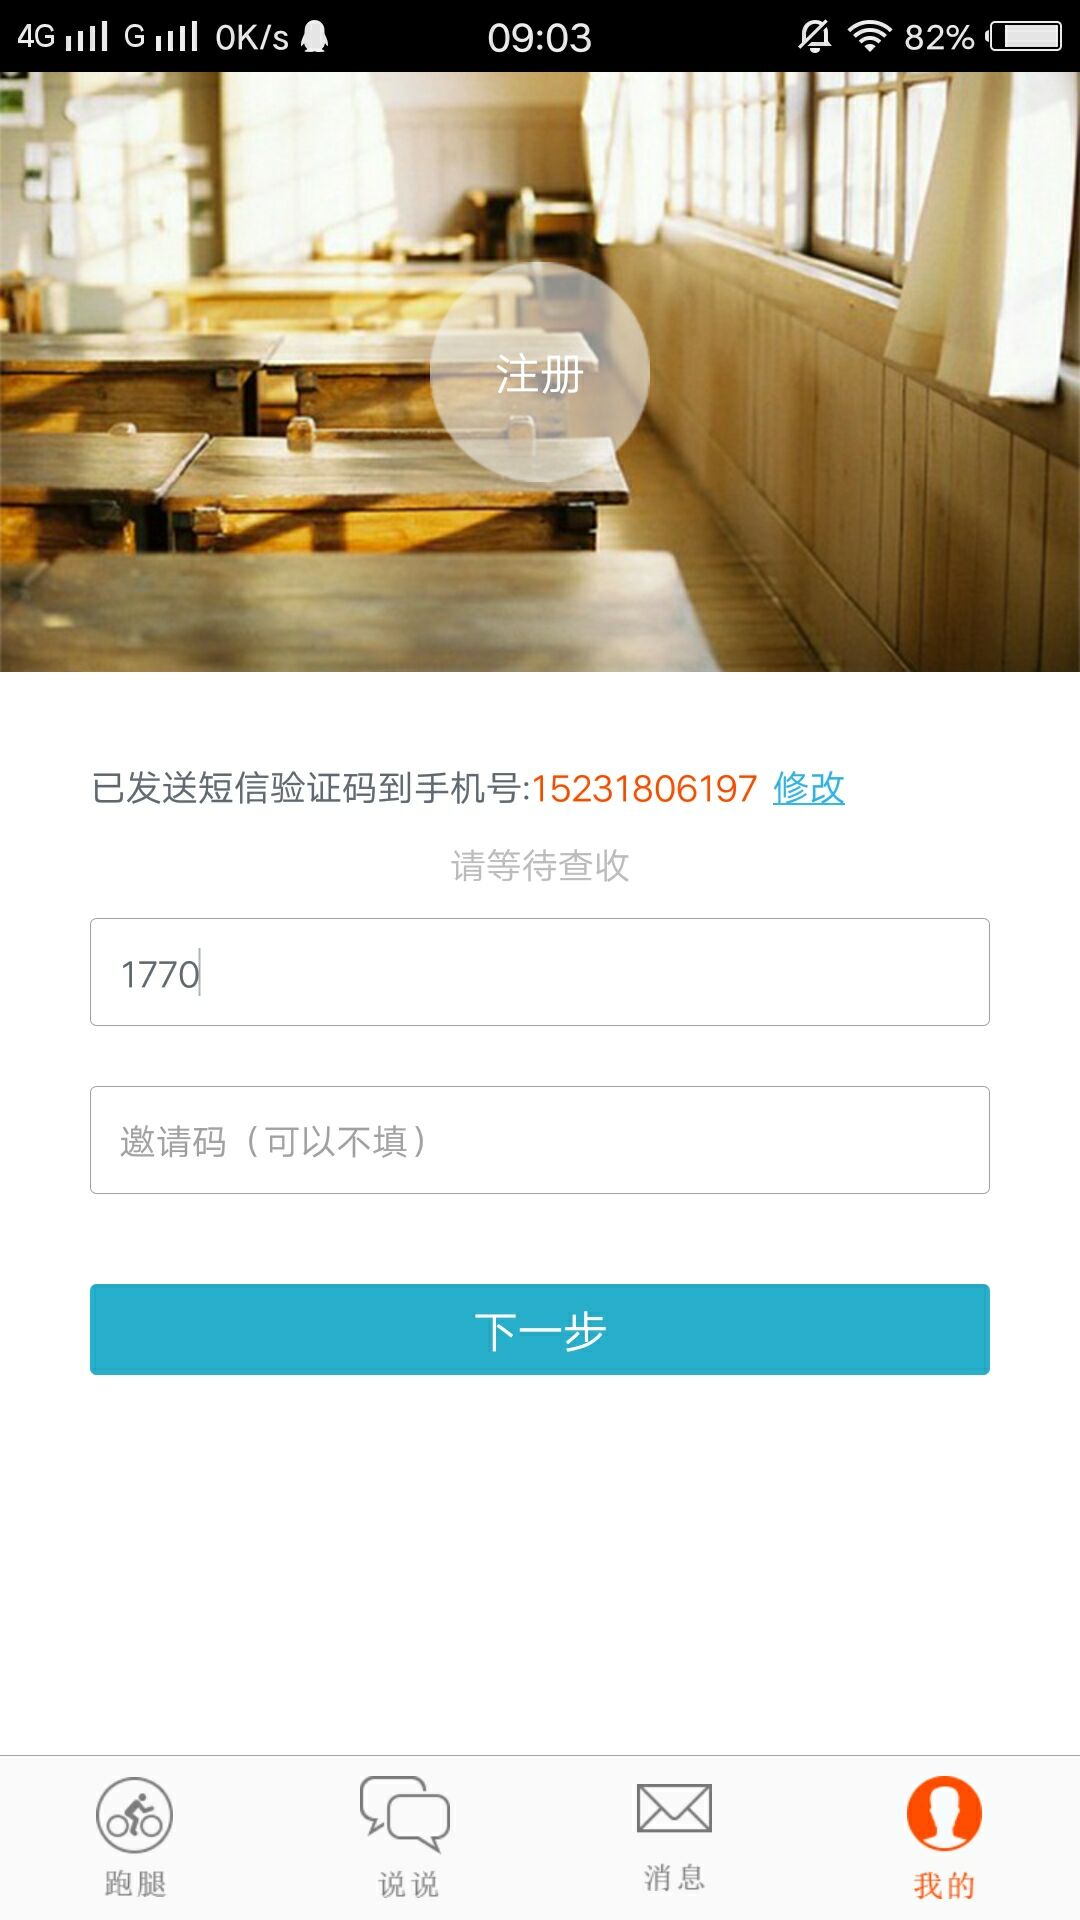 4G G 0K/s 09:03 82%
注册
已发送短信验证码到手机号:15231806197 修改
请等待查收
1770
邀请码（可以不填）
下一步
跑腿 说说 消息 我的